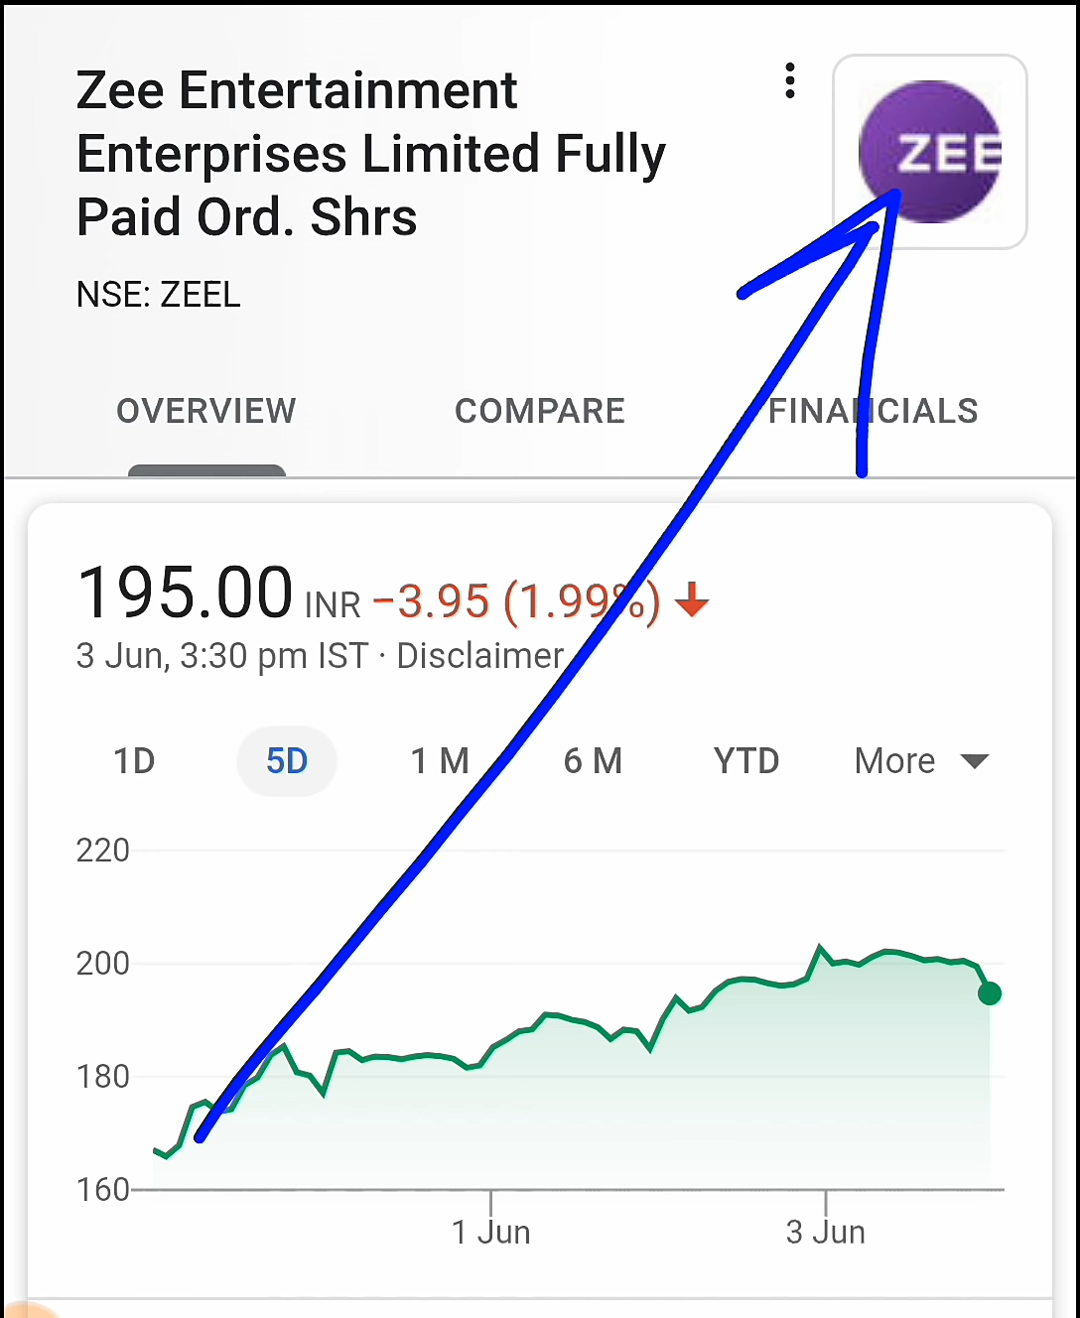 Zee Entertainment
Enterprises Limited Fully
Paid Ord. Shrs
ZEE
NSE: ZEEL
OVERVIEW COMPARE FINANCIALS
195.00 INR −3.95 (1.99%)
3 Jun, 3:30 pm IST · Disclaimer
1D 5D 1 M 6 M YTD More
220
200
180
160
1 Jun 3 Jun